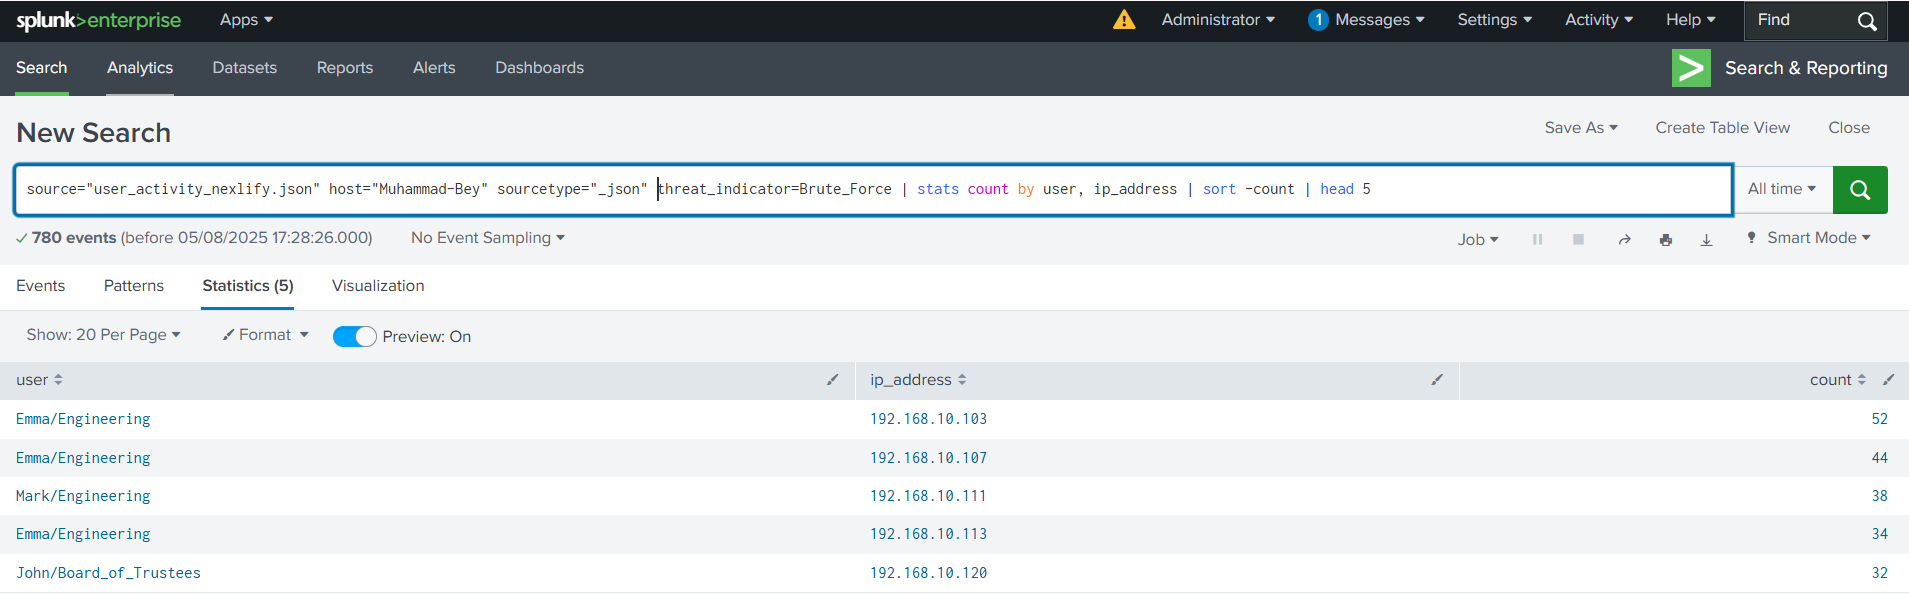 splunk>enterprise Apps Administrator 1 Messages Settings Activity Help Find
Search Analytics Datasets Reports Alerts Dashboards Search & Reporting
New Search Save As Create Table View Close
source="user_activity_nexlify.json" host="Muhammad-Bey" sourcetype="_json" threat_indicator=Brute_Force | stats count by user, ip_address | sort -count | head 5 All time
780 events (before 05/08/2025 17:28:26.000) No Event Sampling Job Smart Mode
Events Patterns Statistics (5) Visualization
Show: 20 Per Page Format Preview: On
user ip_address count
Emma/Engineering 192.168.10.103 52
Emma/Engineering 192.168.10.107 44
Mark/Engineering 192.168.10.111 38
Emma/Engineering 192.168.10.113 34
John/Board_of_Trustees 192.168.10.120 32